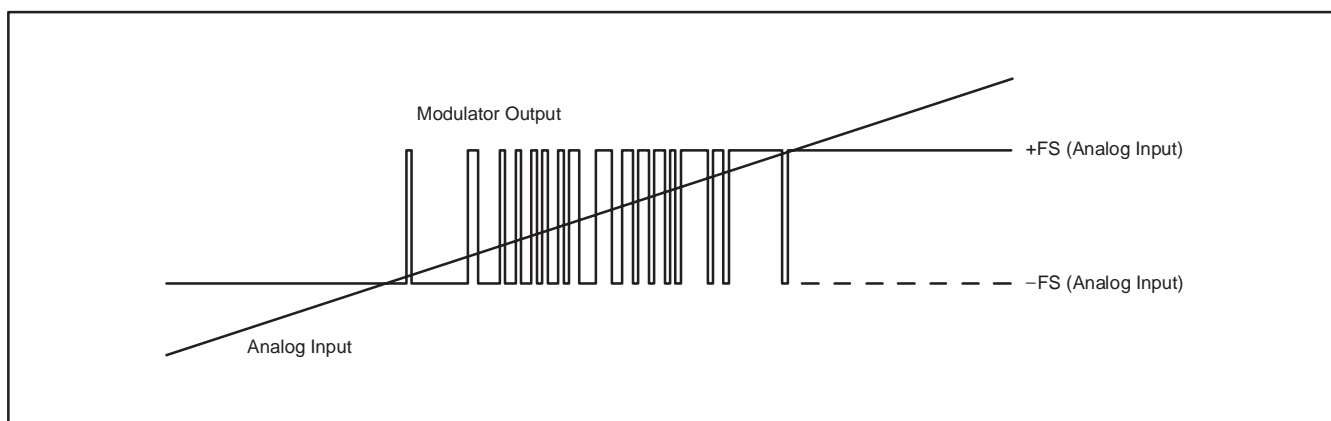 Modulator Output
+FS (Analog Input)
−FS (Analog Input)
Analog Input